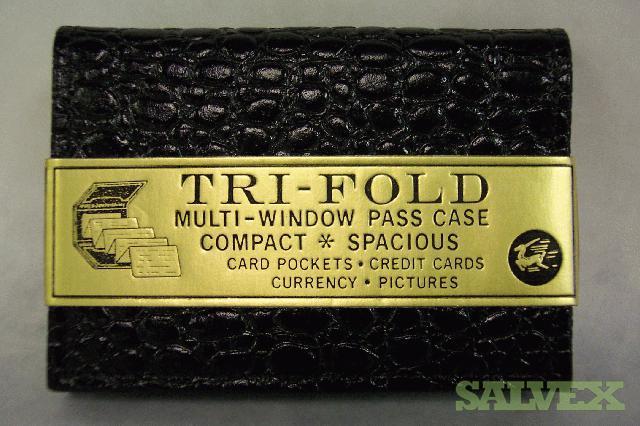 TRI-FOLD
MULTI-WINDOW PASS CASE
COMPACT * SPACIOUS
CARD POCKETS • CREDIT CARDS
CURRENCY • PICTURES
SALVEX